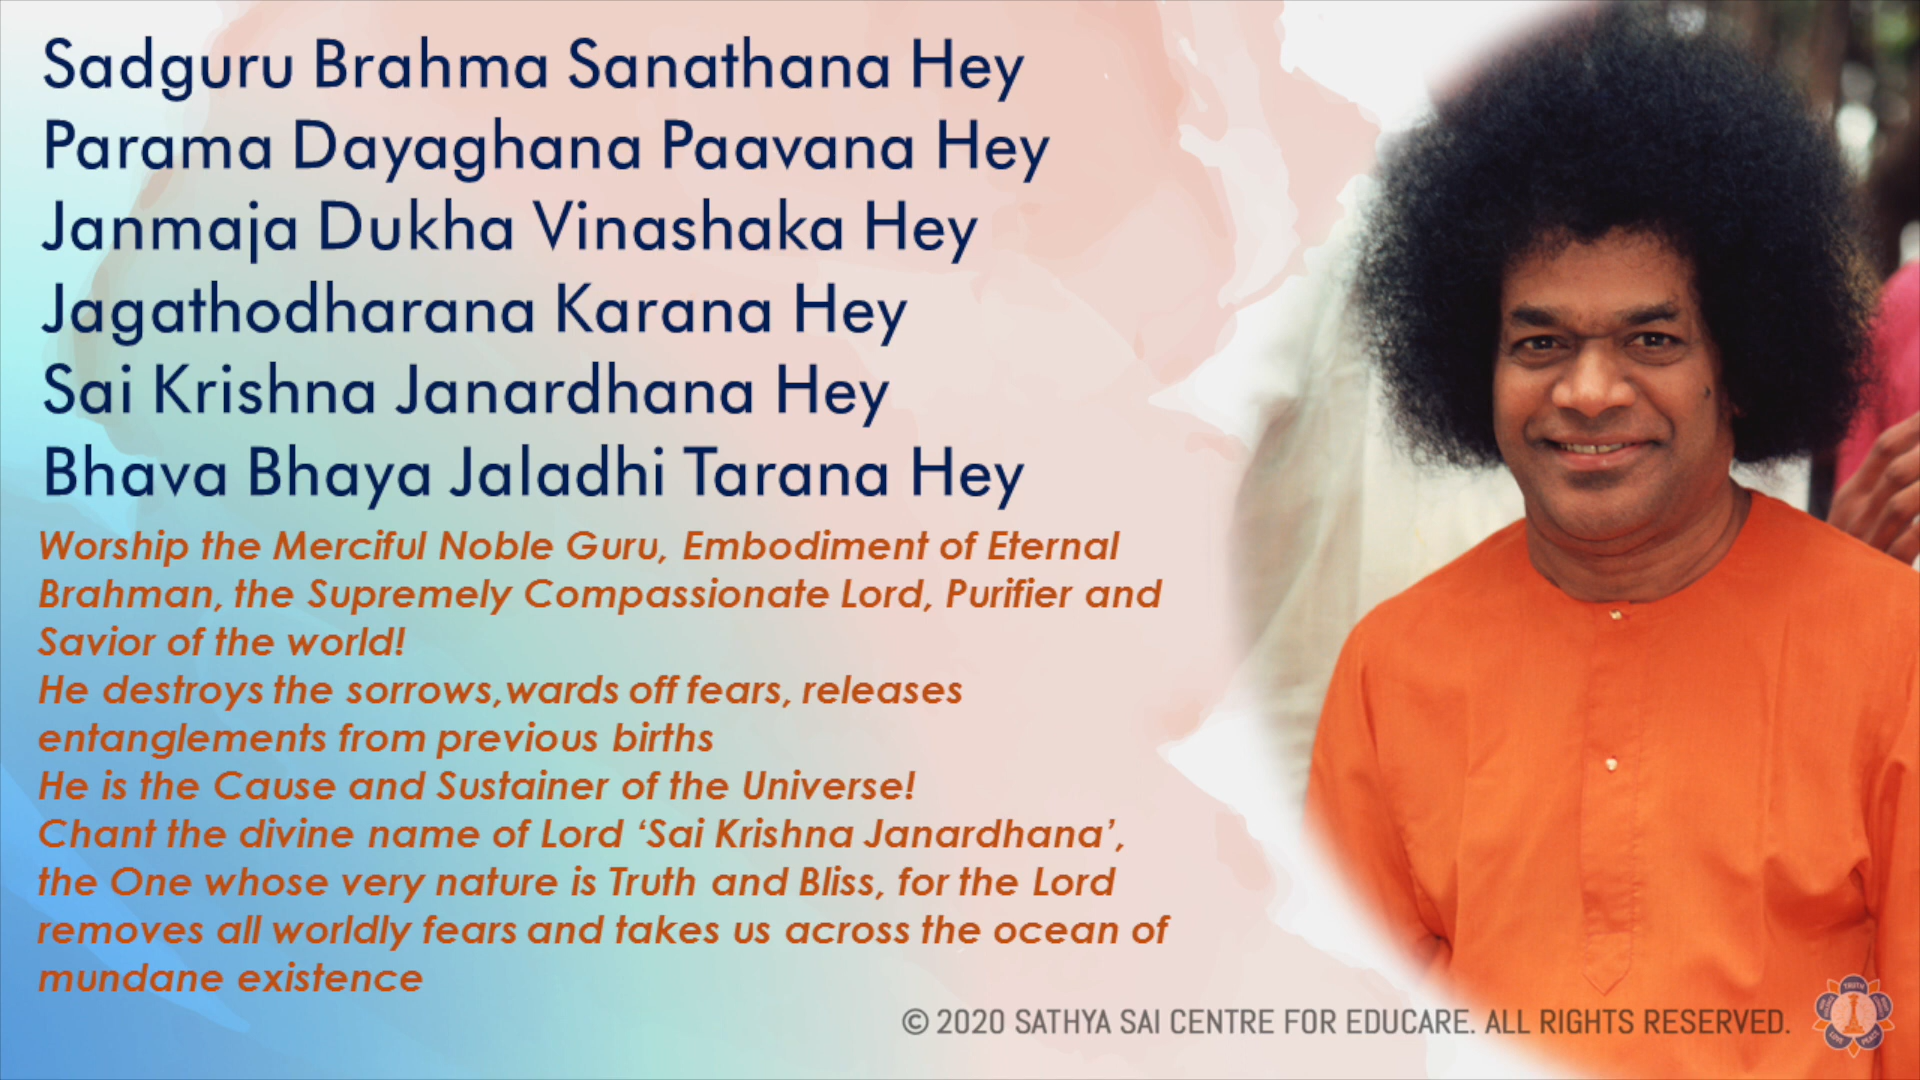 Sadguru Brahma Sanathana Hey
Parama Dayaghana Paavana Hey
Janmaja Dukha Vinashaka Hey
Jagathodharana Karana Hey
Sai Krishna Janardhana Hey
Bhava Bhaya Jaladhi Tarana Hey
Worship the Merciful Noble Guru, Embodiment of Eternal
Brahman, the Supremely Compassionate Lord, Purifier and
Savior of the world!
He destroys the sorrows,wards off fears, releases
entanglements from previous births
He is the Cause and Sustainer of the Universe!
Chant the divine name of Lord ‘Sai Krishna Janardhana’,
the One whose very nature is Truth and Bliss, for the Lord
removes all worldly fears and takes us across the ocean of
mundane existence
© 2020 SATHYA SAI CENTRE FOR EDUCARE. ALL RIGHTS RESERVED.
TRUTH
LOVE
PEACE